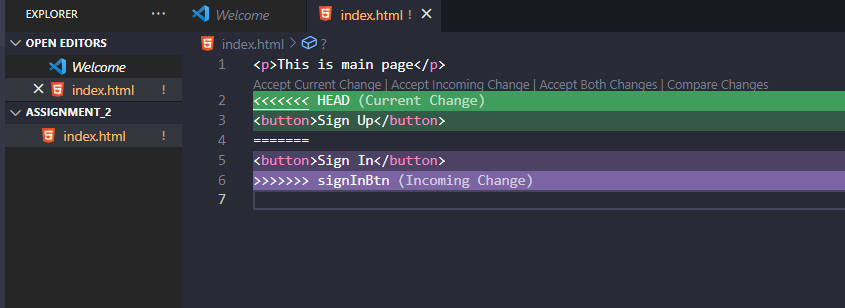 EXPLORER ···
Welcome
index.html !
OPEN EDITORS
Welcome
index.html !
ASSIGNMENT_2
index.html !
index.html > ?
1 <p>This is main page</p>
Accept Current Change | Accept Incoming Change | Accept Both Changes | Compare Changes
2 <<<<<<< HEAD (Current Change)
3 <button>Sign Up</button>
4 =======
5 <button>Sign In</button>
6 >>>>>>> signInBtn (Incoming Change)
7